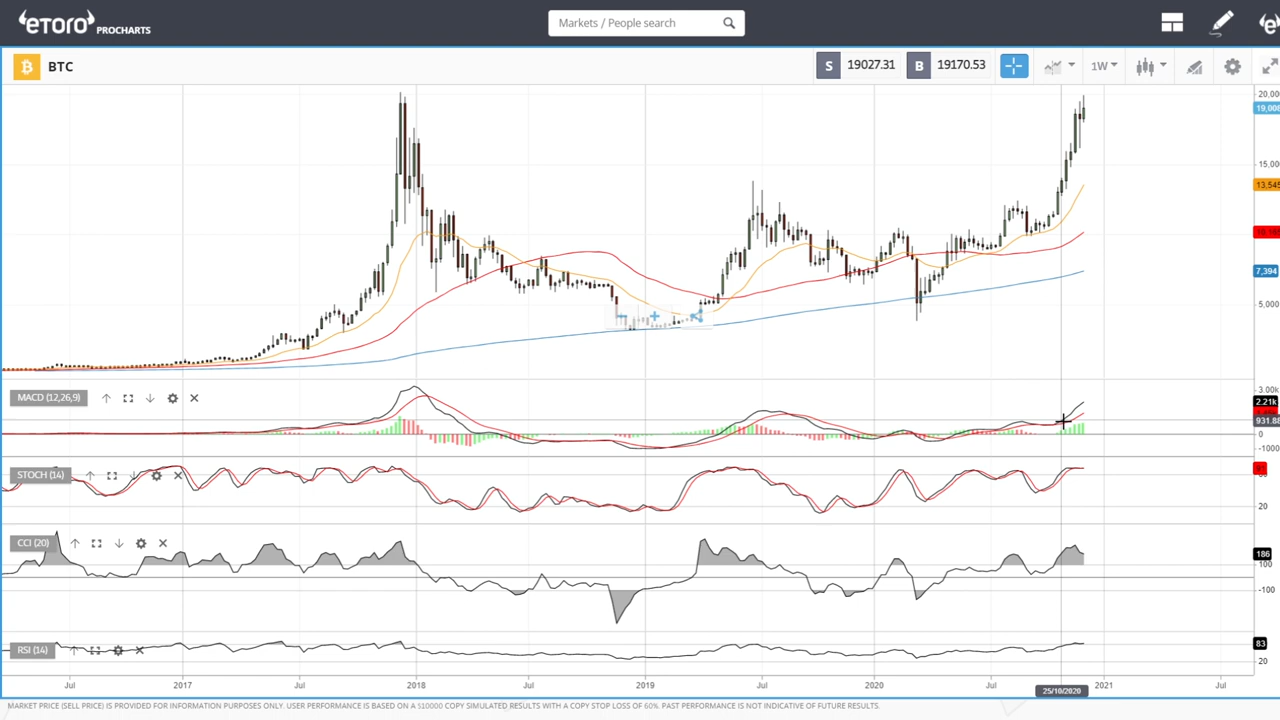 eTORO PROCHARTS
Markets / People search
BTC
S 19027.31 B 19170.53
1W
20,000
19,008
15,000
13,545
7,394
5,000
MACD (12,26,9)
3.00k
2.21k
931.88
0
-1000
STOCH (14)
20
CCI (20)
186
100
-100
RSI (14)
83
20
Jul 2017 Jul 2018 Jul 2019 Jul 2020 Jul 2021 Jul
25/10/2020
MARKET PRICE (SELL PRICE) IS PROVIDED FOR INFORMATION PURPOSES ONLY. USER PERFORMANCE IS BASED ON A $10000 COPY SIMULATED RESULTS WITH A COPY STOP LOSS OF 60%. PAST PERFORMANCE IS NOT INDICATIVE OF FUTURE RESULTS.